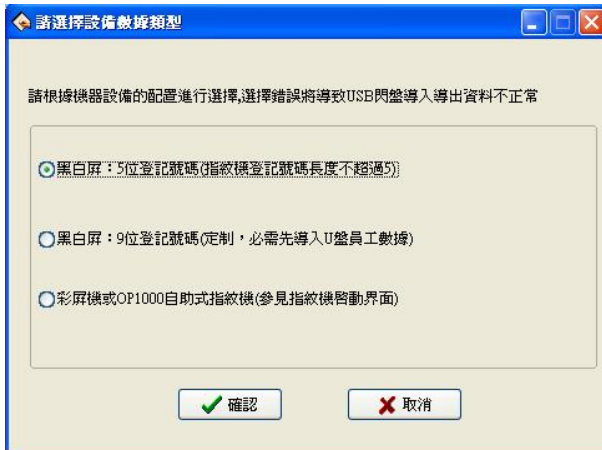 請選擇設備數據類型
請根據機器設備的配置進行選擇,選擇錯誤將導致USB閃盤導入導出資料不正常
黑白屏：5位登記號碼(指紋機登記號碼長度不超過5)
黑白屏：9位登記號碼(定制，必需先導入U盤員工數據)
彩屏機或OP1000自助式指紋機(參見指紋機啓動界面)
確認 取消